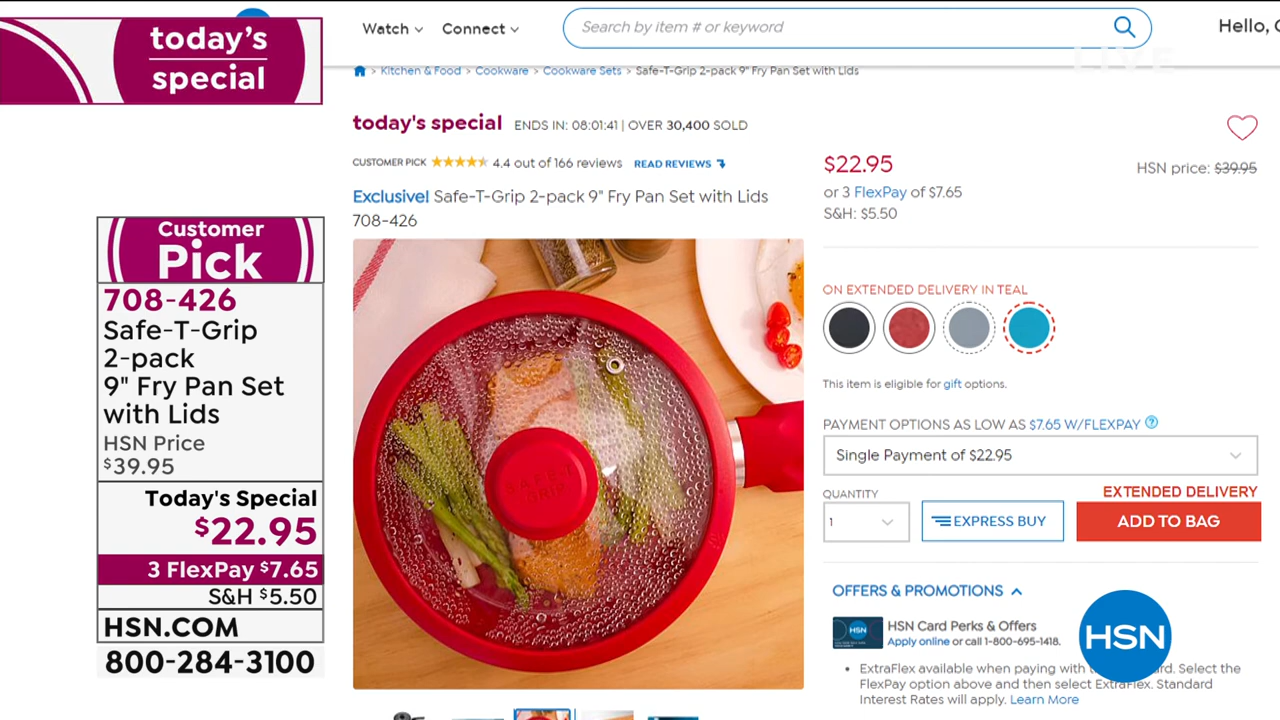 today's
special
Watch
Connect
Search by item # or keyword
Hello,
LIVE
> Kitchen & Food > Cookware > Cookware Sets > Safe-T-Grip 2-pack 9" Fry Pan Set with Lids
today's special ENDS IN: 08:01:41 | OVER 30,400 SOLD
CUSTOMER PICK 4.4 out of 166 reviews READ REVIEWS
Exclusive! Safe-T-Grip 2-pack 9" Fry Pan Set with Lids
708-426
$22.95
HSN price: $39.95
or 3 FlexPay of $7.65
S&H: $5.50
ON EXTENDED DELIVERY IN TEAL
This item is eligible for gift options.
PAYMENT OPTIONS AS LOW AS $7.65 W/FLEXPAY ?
Single Payment of $22.95
QUANTITY
1
EXPRESS BUY
EXTENDED DELIVERY
ADD TO BAG
OFFERS & PROMOTIONS
HSN
HSN Card Perks & Offers
Apply online or call 1-800-695-1418.
HSN
• ExtraFlex available when paying with Select the
FlexPay option above and then select ExtraFlex. Standard
Interest Rates will apply. Learn More
SAFE-T
GRIP
Customer
Pick
708-426
Safe-T-Grip
2-pack
9" Fry Pan Set
with Lids
HSN Price
$39.95
Today's Special
$22.95
3 FlexPay $7.65
S&H $5.50
HSN.COM
800-284-3100